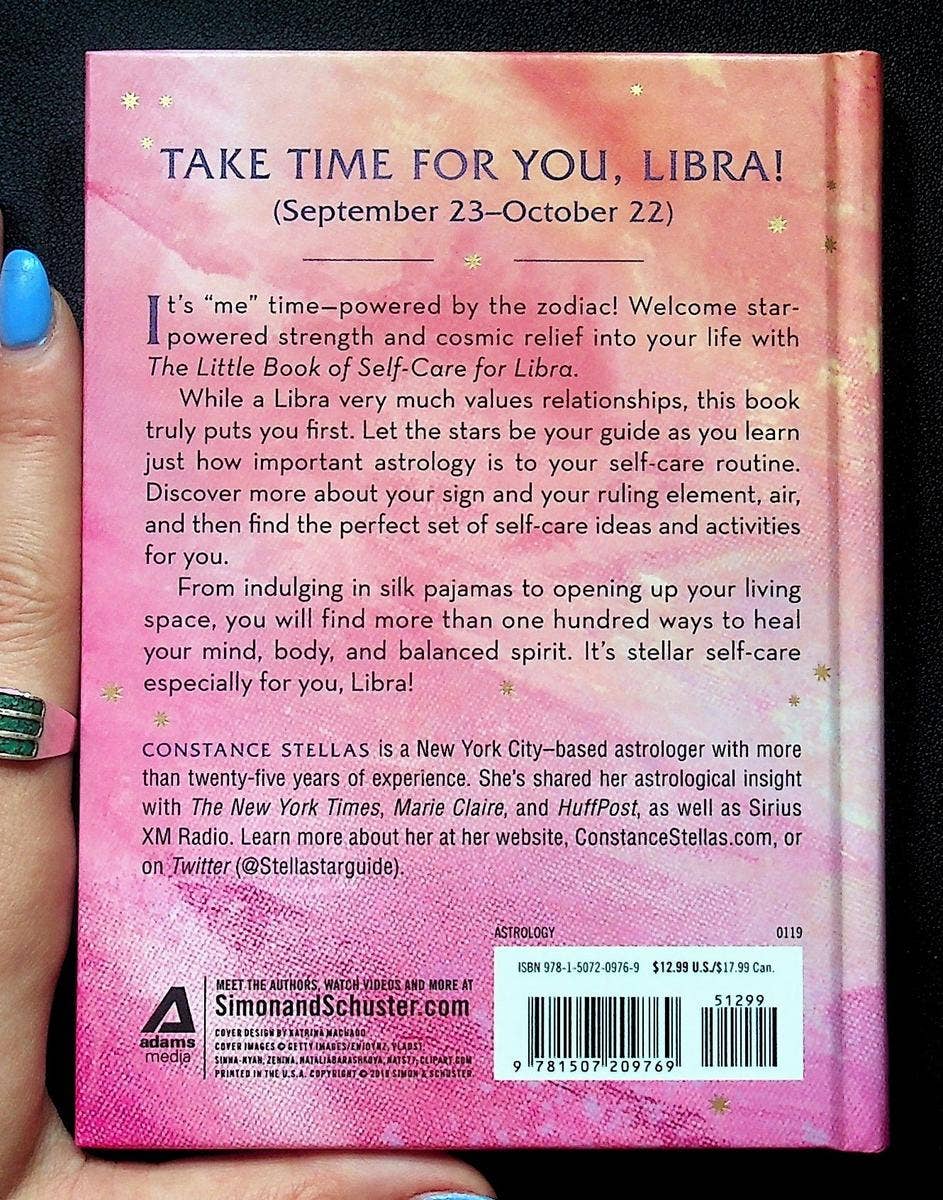 TAKE TIME FOR YOU, LIBRA!
(September 23–October 22)
It's “me” time—powered by the zodiac! Welcome star-
powered strength and cosmic relief into your life with
The Little Book of Self-Care for Libra.
While a Libra very much values relationships, this book
truly puts you first. Let the stars be your guide as you learn
just how important astrology is to your self-care routine.
Discover more about your sign and your ruling element, air,
and then find the perfect set of self-care ideas and activities
for you.
From indulging in silk pajamas to opening up your living
space, you will find more than one hundred ways to heal
your mind, body, and balanced spirit. It's stellar self-care
especially for you, Libra!
CONSTANCE STELLAS is a New York City–based astrologer with more
than twenty-five years of experience. She's shared her astrological insight
with The New York Times, Marie Claire, and HuffPost, as well as Sirius
XM Radio. Learn more about her at her website, ConstanceStellas.com, or
on Twitter (@Stellastarguide).
adams
media
MEET THE AUTHORS, WATCH VIDEOS AND MORE AT
SimonandSchuster.com
COVER DESIGN BY KATRINA MACHADO
COVER IMAGES © GETTY IMAGES/
CLIPART.COM
PRINTED IN THE U.S.A. COPYRIGHT © 2018 SIMON & SCHUSTER
ASTROLOGY 0119
ISBN 978-1-5072-0976-9 $12.99 U.S./$17.99 Can.
51299
9 781507 209769